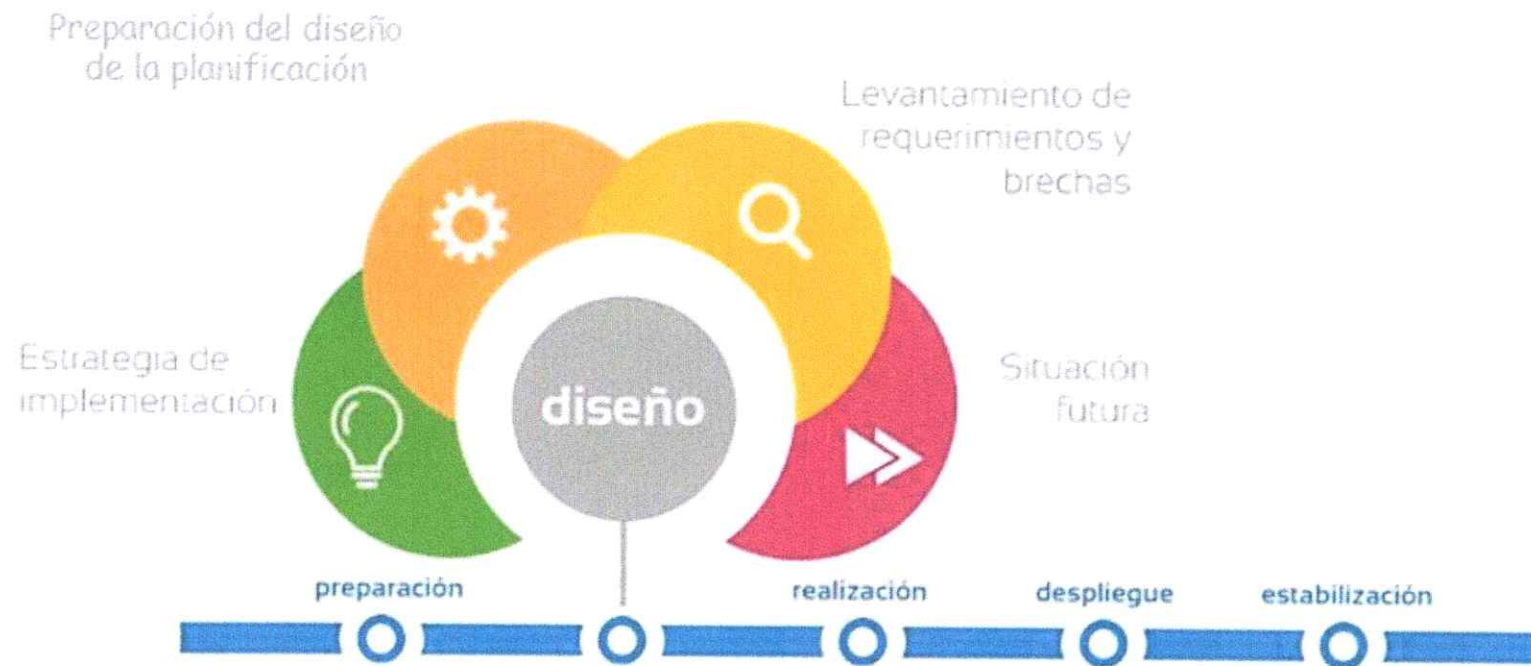 Preparación del diseño
de la planificación
Levantamiento de
requerimientos y
brechas
Estrategia de
implementación
diseño
Situación
futura
preparación
realización
despliegue
estabilización